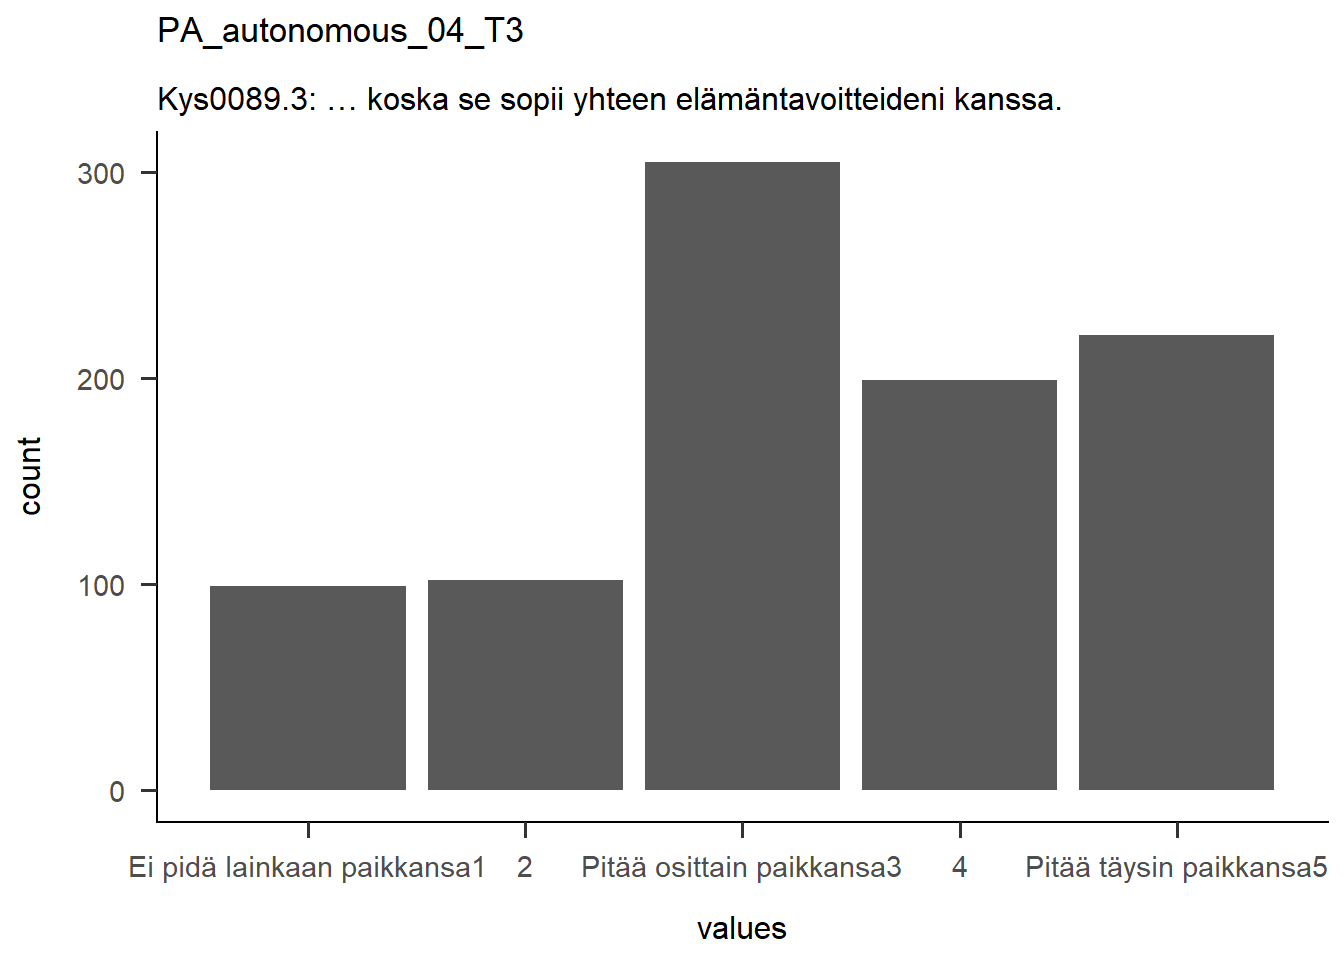 PA_autonomous_04_T3
Kys0089.3: … koska se sopii yhteen elämäntavoitteideni kanssa.
300
200
100
0
count
Ei pidä lainkaan paikkansa1 2 Pitää osittain paikkansa3 4 Pitää täysin paikkansa5
values